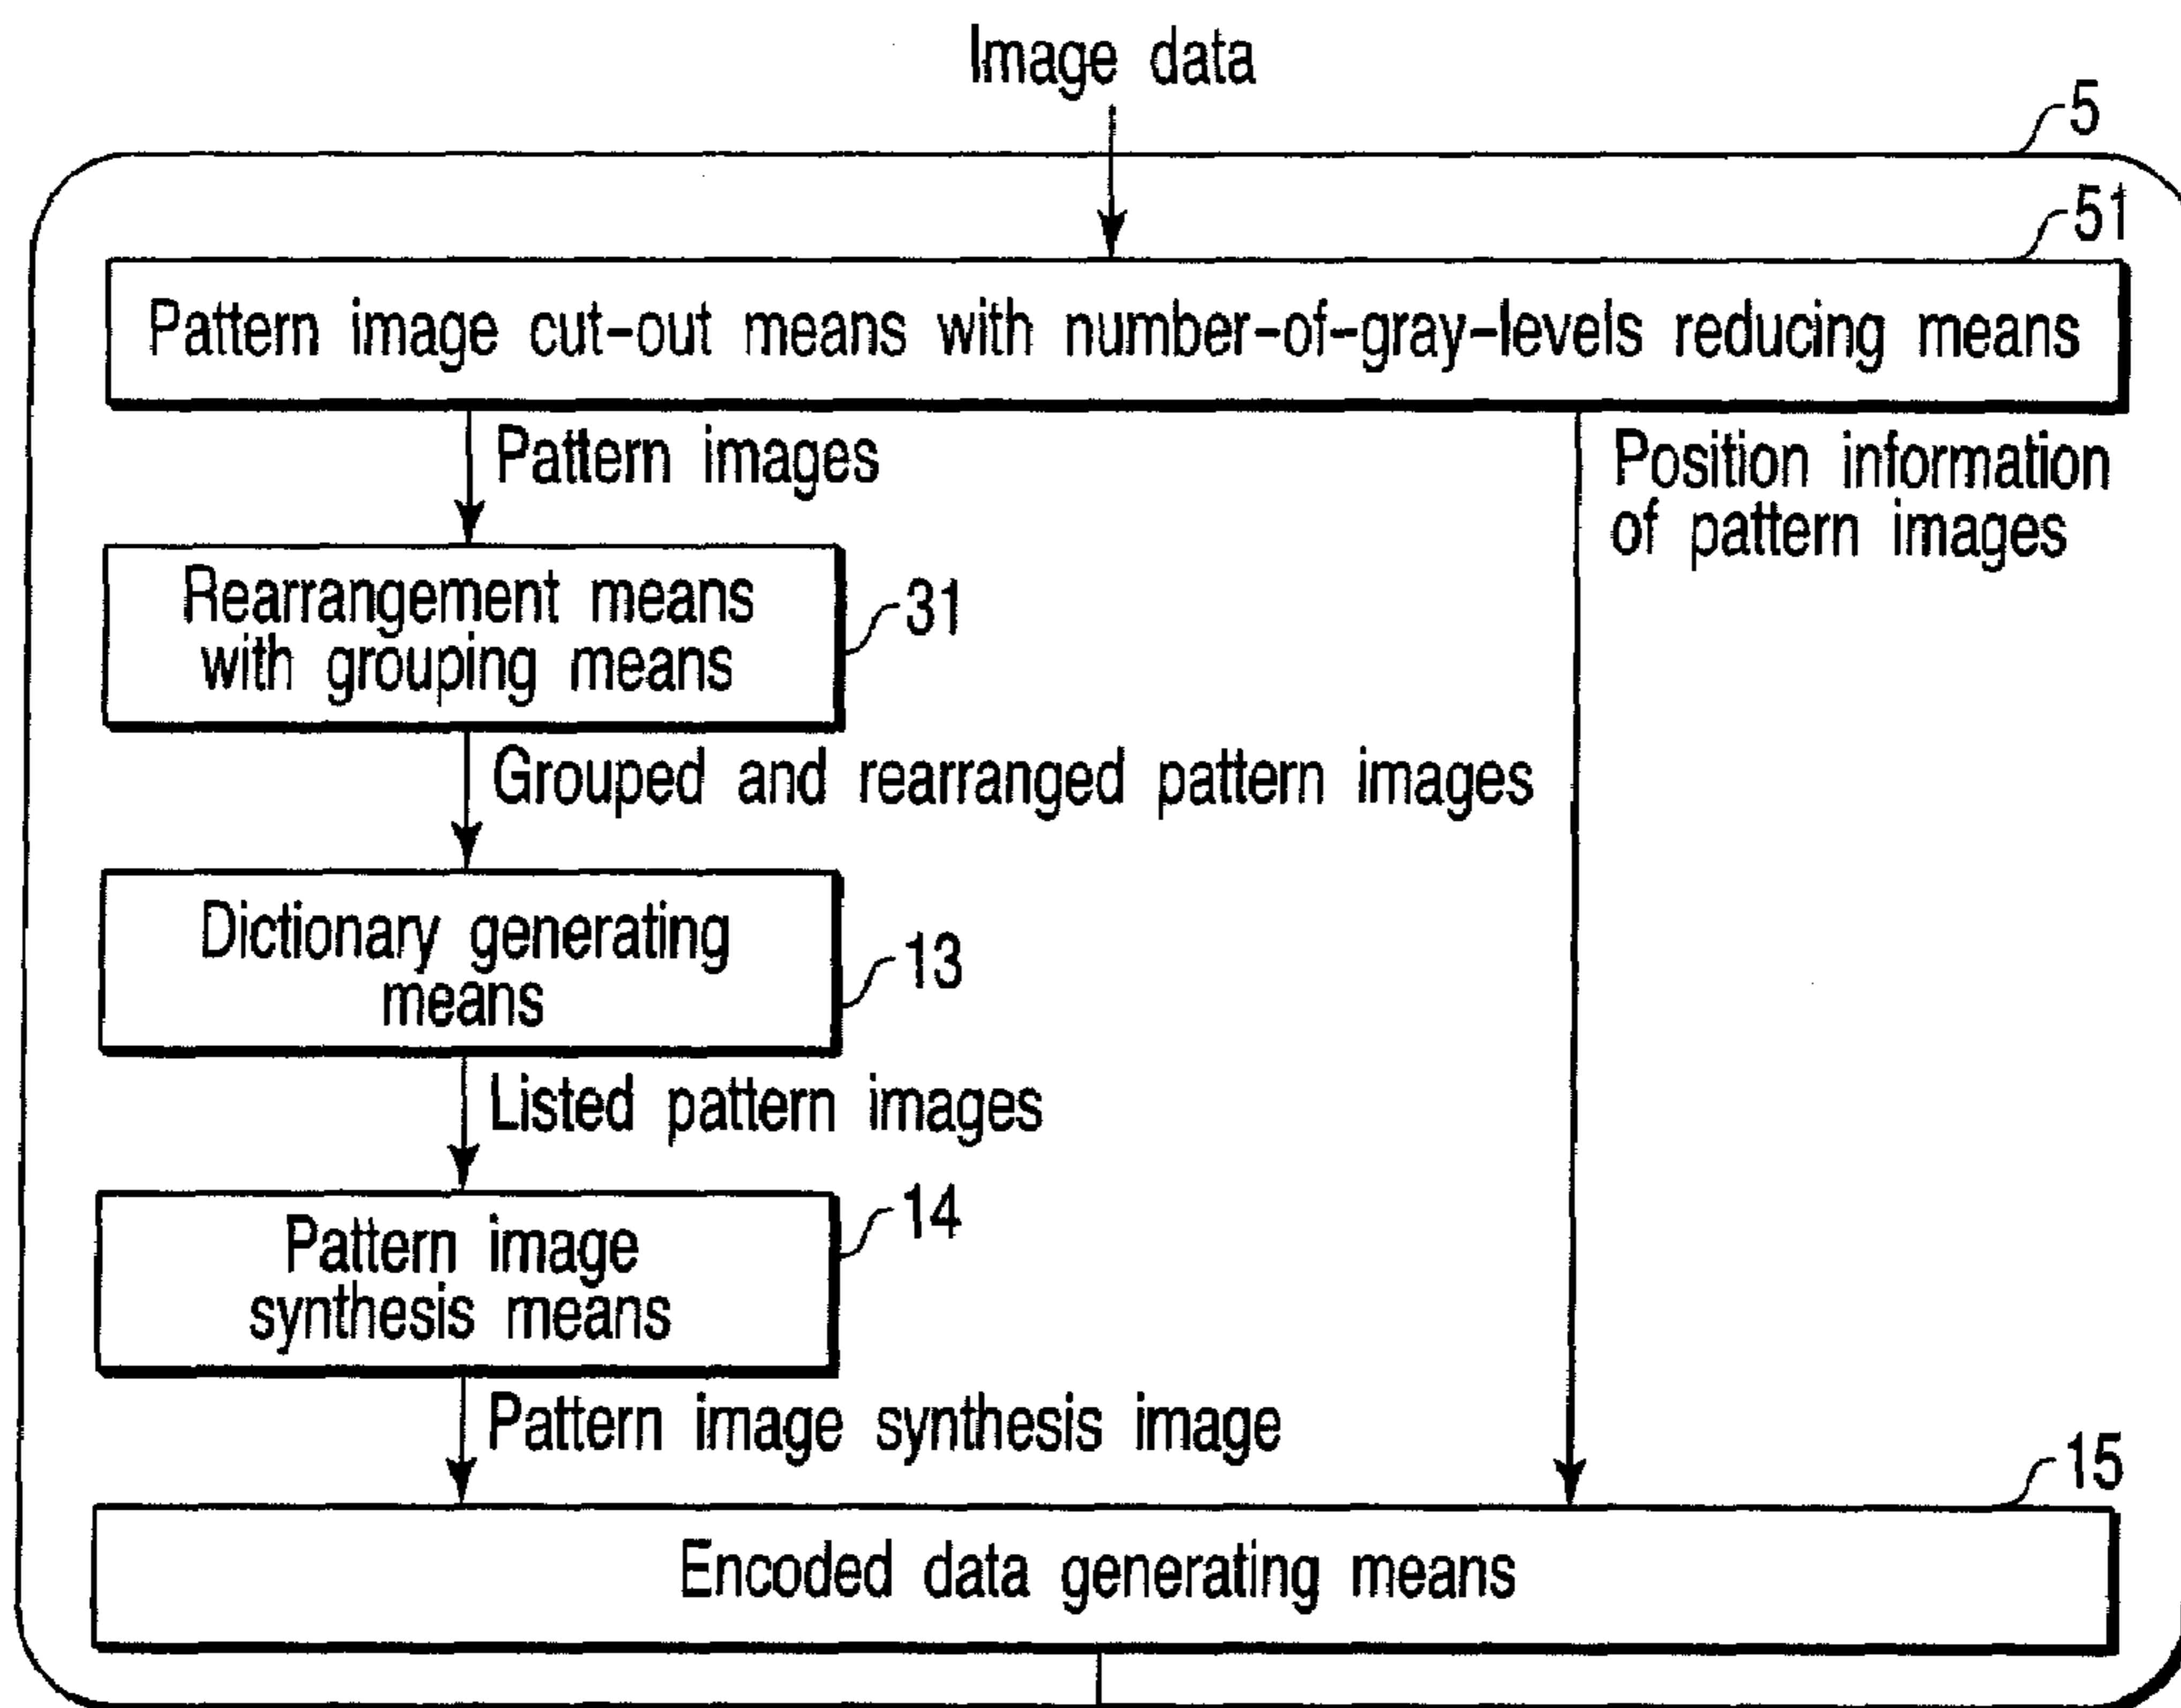 Image data
5
51
Pattern image cut-out means with number-of-gray-levels reducing means
Pattern images
Position information
of pattern images
Rearrangement means
with grouping means
31
Grouped and rearranged pattern images
Dictionary generating
means
13
Listed pattern images
Pattern image
synthesis means
14
Pattern image synthesis image
15
Encoded data generating means